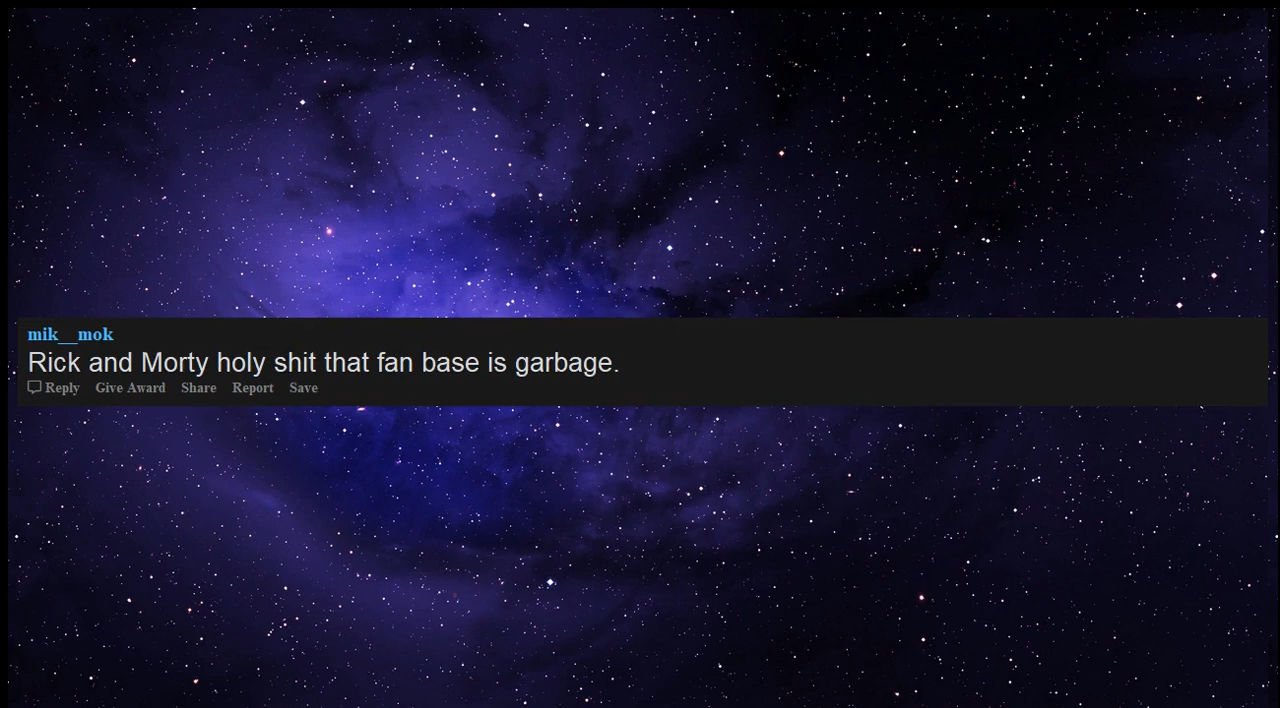 mik__mok
Rick and Morty holy shit that fan base is garbage.
Reply Give Award Share Report Save